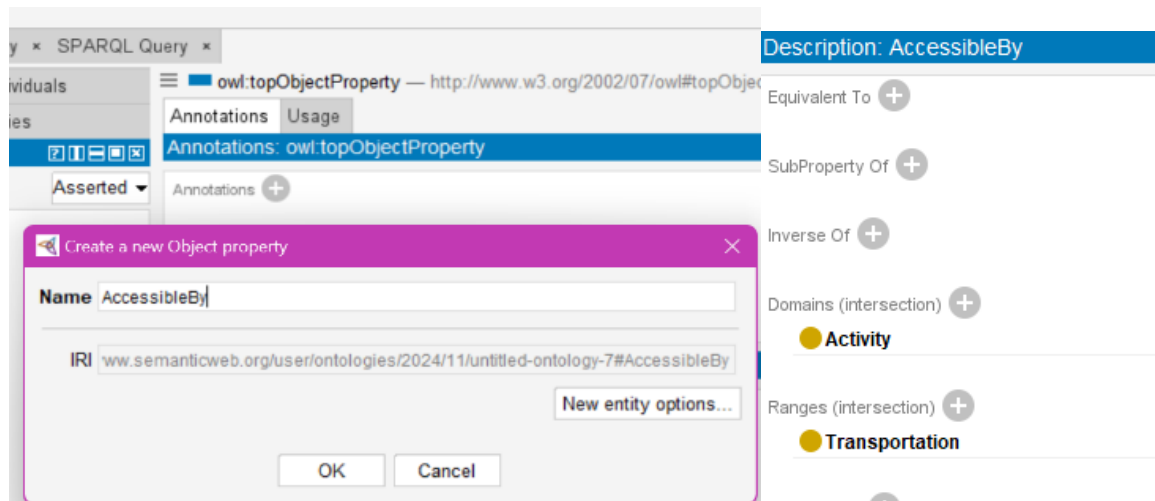 y × SPARQL Query ×
viduals
ies
Asserted
owl:topObjectProperty — http://www.w3.org/2002/07/owl#topObjec
Annotations Usage
Annotations: owl:topObjectProperty
Annotations
Create a new Object property
Name AccessibleBy
IRI ww.semanticweb.org/user/ontologies/2024/11/untitled-ontology-7#AccessibleBy
New entity options...
OK Cancel
Description: AccessibleBy
Equivalent To
SubProperty Of
Inverse Of
Domains (intersection)
Activity
Ranges (intersection)
Transportation